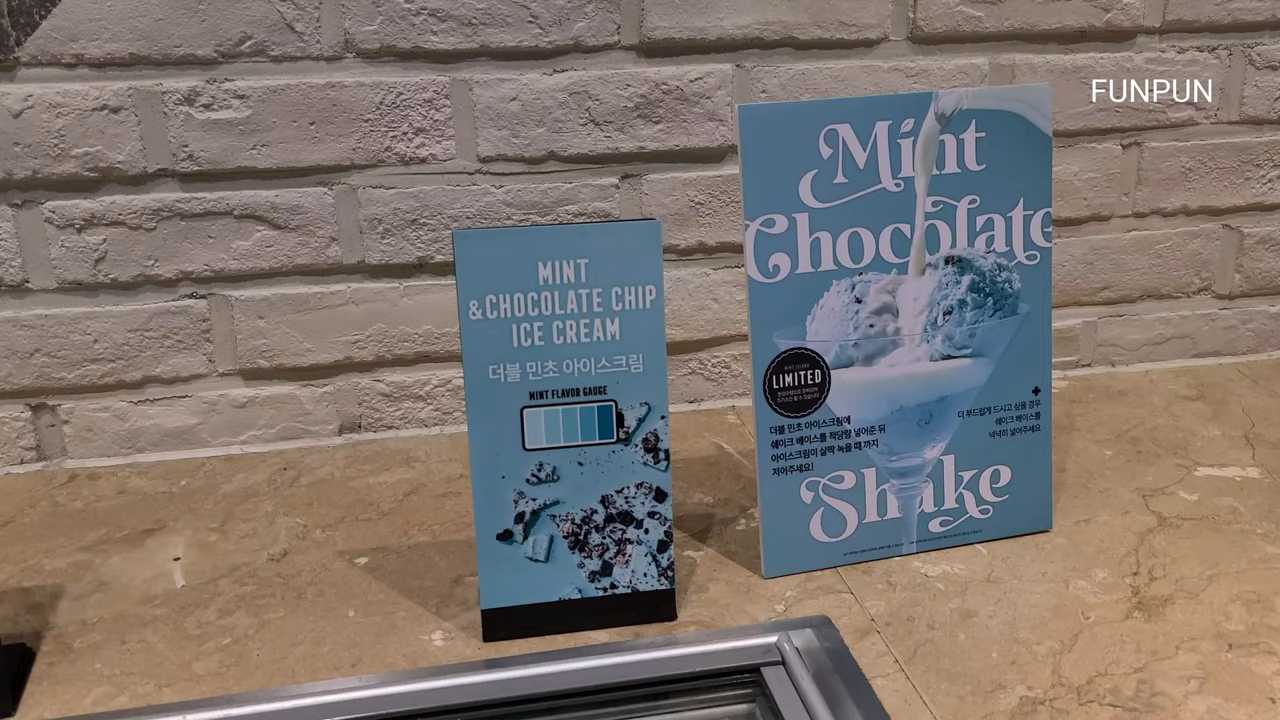 FUNPUN
MINT
&CHOCOLATE CHIP
ICE CREAM
더블 민초 아이스크림
MINT FLAVOR GAUGE
Mint
Chocolate
MINT ISLAND
LIMITED
더블 민초 아이스크림에
쉐이크 베이스를 적당량 넣어준 뒤
아이스크림이 살짝 녹을 때 까지
저어주세요!
더 부드럽게 드시고 싶을 경우
쉐이크 베이스를
넉넉히 넣어주세요
Shake